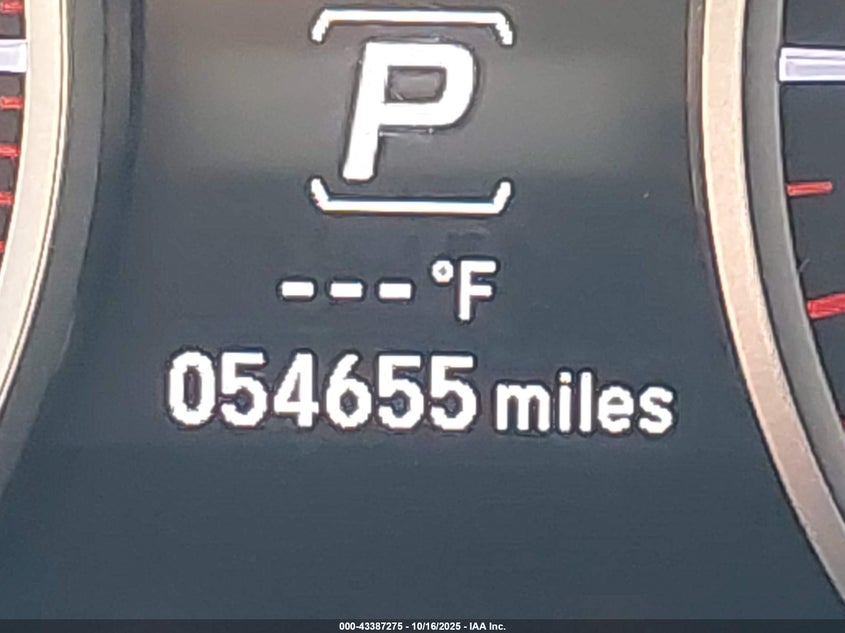 P
--- °F
054655 miles
000-43387275 - 10/16/2025 - IAA Inc.